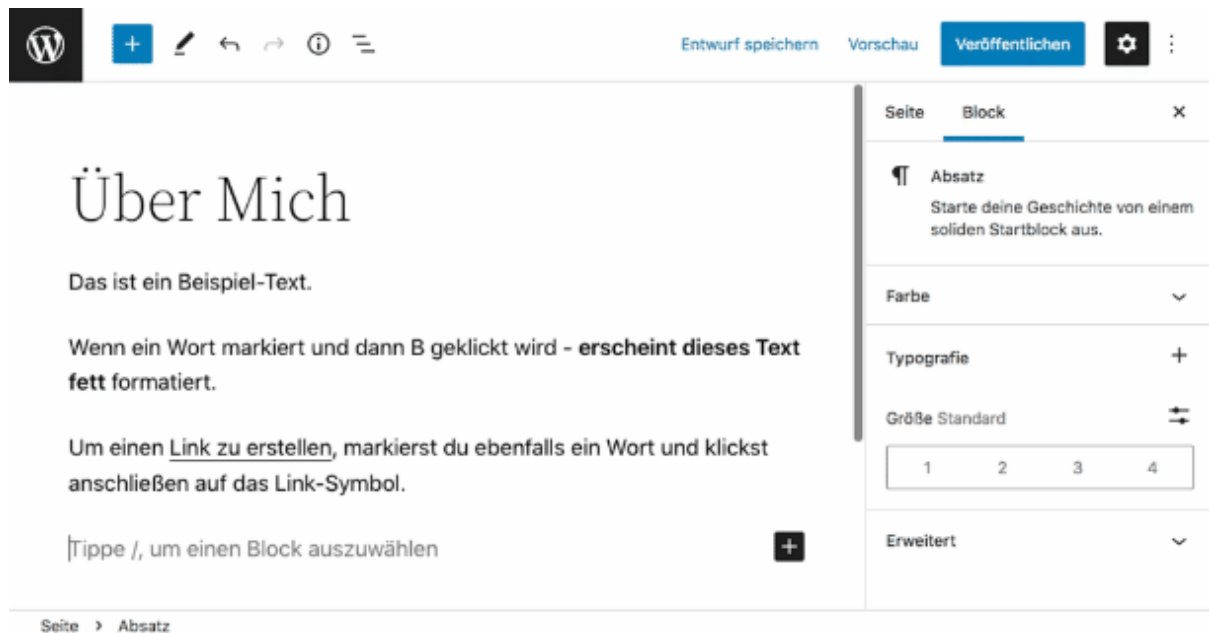 Entwurf speichern Vorschau Veröffentlichen
Seite Block
Über Mich
Das ist ein Beispiel-Text.
Wenn ein Wort markiert und dann B geklickt wird - erscheint dieses Text
fett formatiert.
Um einen Link zu erstellen, markierst du ebenfalls ein Wort und klickst
anschließen auf das Link-Symbol.
Tippe /, um einen Block auszuwählen
Absatz
Starte deine Geschichte von einem
soliden Startblock aus.
Farbe
Typografie
Größe Standard
1 2 3 4
Erweitert
Seite > Absatz